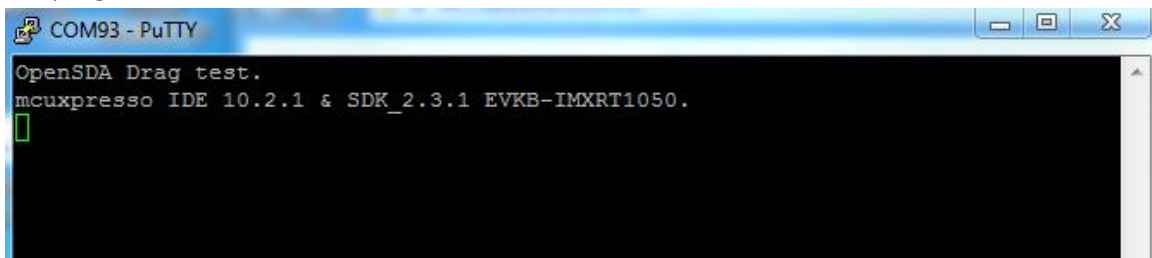 COM93 - PuTTY
OpenSDA Drag test.
mcuxpresso IDE 10.2.1 & SDK_2.3.1 EVKB-IMXRT1050.